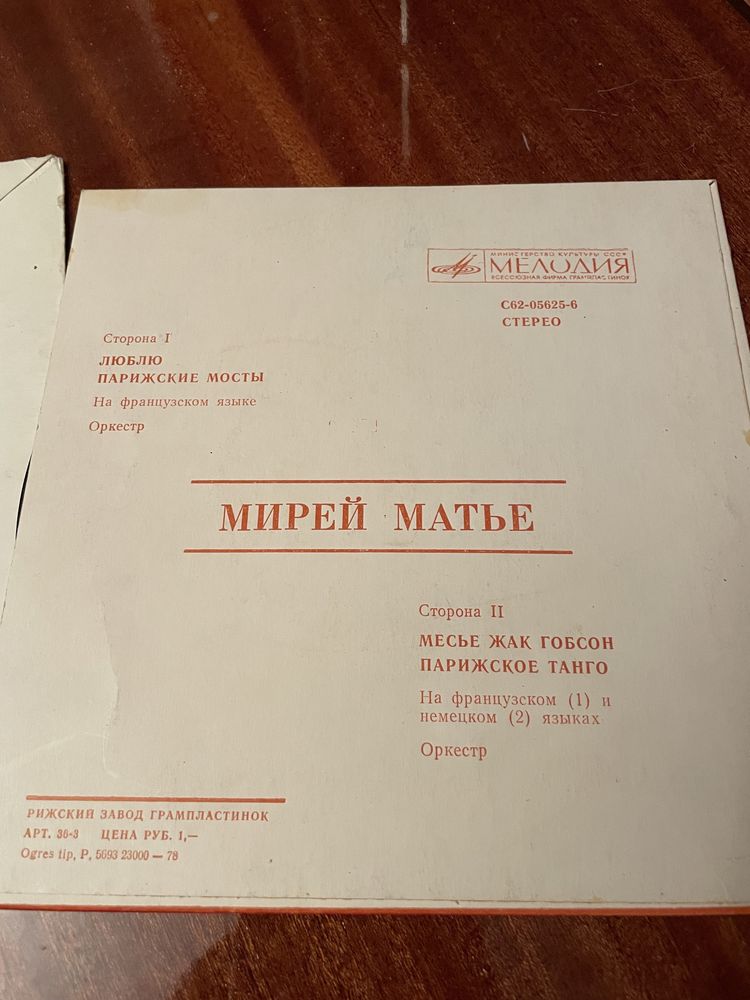 МИНИСТЕРСТВО КУЛЬТУРЫ СССР
МЕЛОДИЯ
ВСЕСОЮЗНАЯ ФИРМА ГРАМПЛАСТИНОК
С62-05625-6
СТЕРЕО
Сторона I
ЛЮБЛЮ
ПАРИЖСКИЕ МОСТЫ
На французском языке
Оркестр
МИРЕЙ МАТЬЕ
Сторона II
МЕСЬЕ ЖАК ГОБСОН
ПАРИЖСКОЕ ТАНГО
На французском (1) и
немецком (2) языках
Оркестр
РИЖСКИЙ ЗАВОД ГРАМПЛАСТИНОК
АРТ. 36-3 ЦЕНА РУБ. 1,—
Ogres tip, P, 5693 23000 — 78